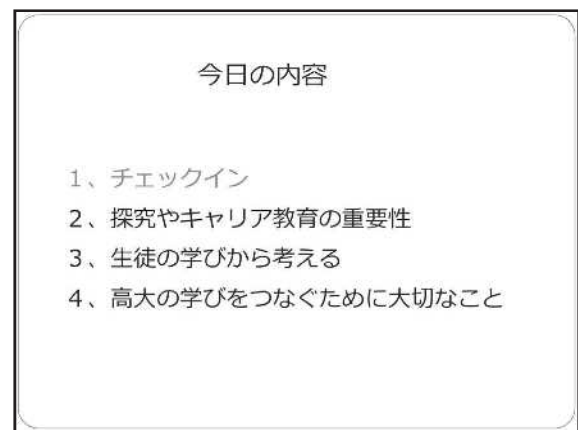 今日の内容
1、チェックイン
2、探究やキャリア教育の重要性
3、生徒の学びから考える
4、高大の学びをつなぐために大切なこと